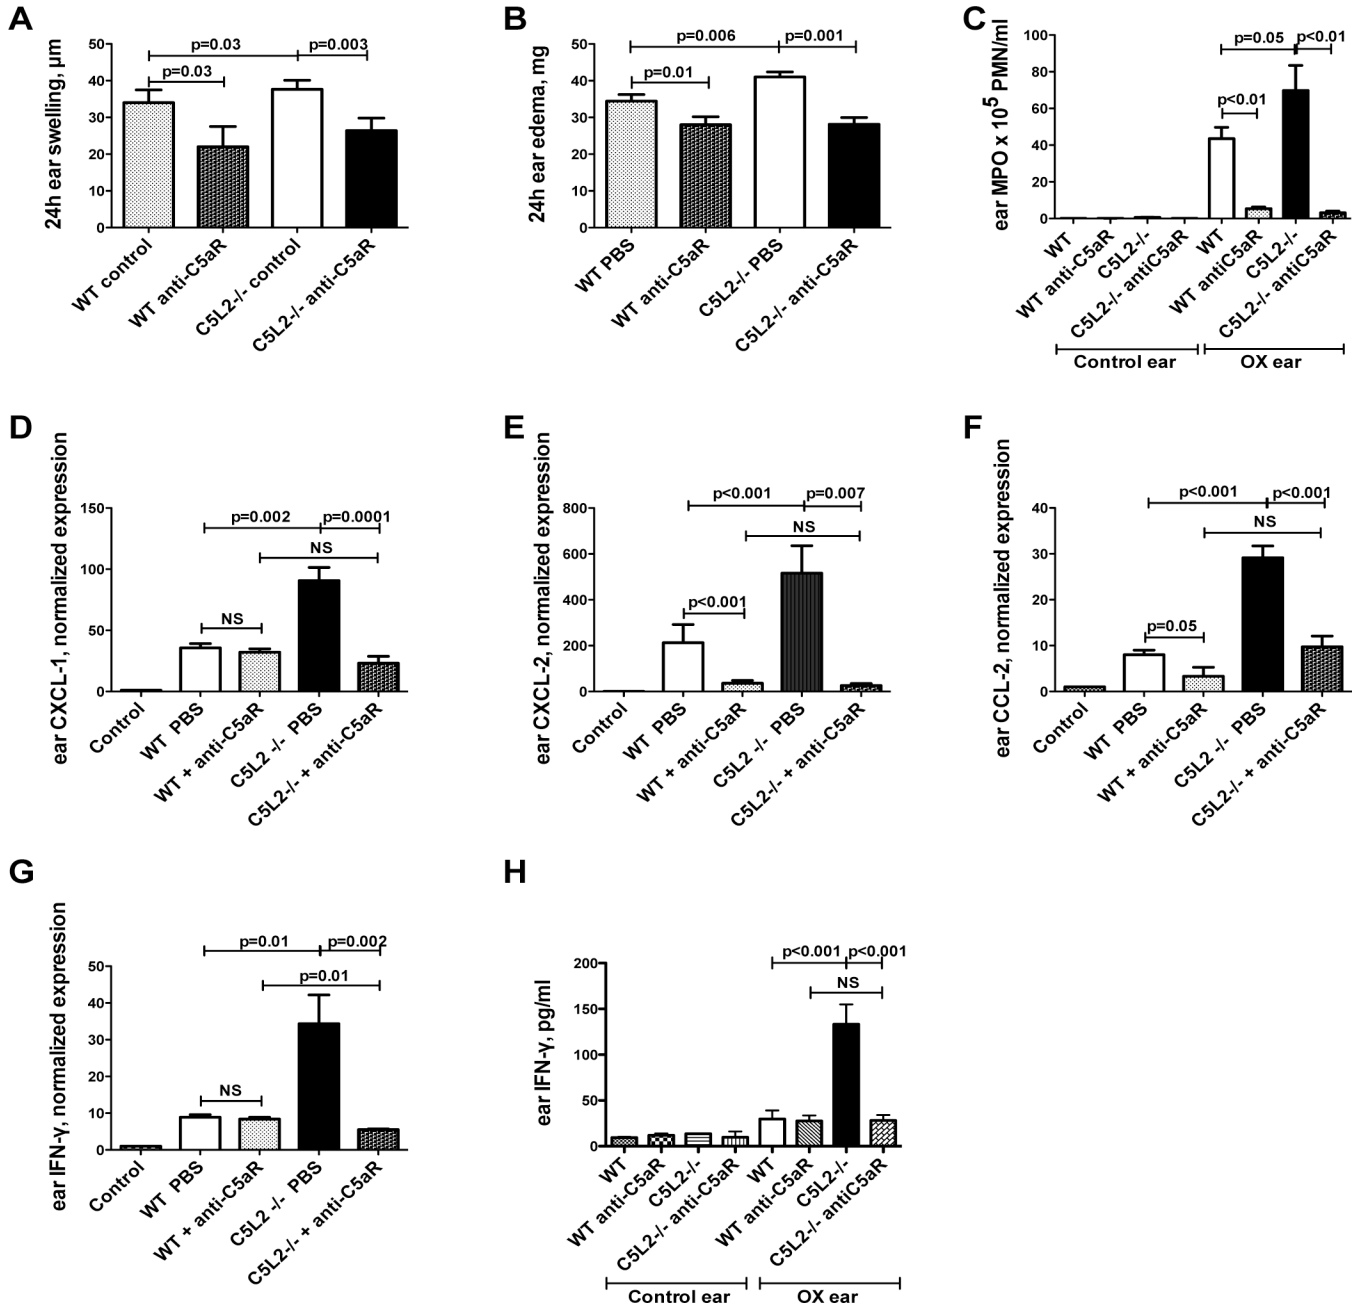 A
24h ear swelling, µm
50
40
30
20
10
0
p=0.03
p=0.003
p=0.03
WT control
WT anti-C5aR
C5L2-/- control
C5L2-/- anti-C5aR
B
24h ear edema, mg
50
40
30
20
10
0
p=0.006
p=0.001
p=0.01
WT PBS
WT anti-C5aR
C5L2-/- PBS
C5L2-/- anti-C5aR
C
ear MPO x 10⁵ PMN/ml
100
80
60
40
20
0
p=0.05
p<0.01
p<0.01
WT
WT anti-C5aR
C5L2-/-
C5L2-/- antiC5aR
WT
WT antiC5aR
C5L2-/-
C5L2-/- antiC5aR
Control ear
OX ear
D
ear CXCL-1, normalized expression
150
100
50
0
p=0.002
p=0.0001
NS
NS
Control
WT PBS
WT + anti-C5aR
C5L2 -/- PBS
C5L2-/- + anti-C5aR
E
ear CXCL-2, normalized expression
800
600
400
200
0
p<0.001
p=0.007
NS
p<0.001
Control
WT PBS
WT + anti-C5aR
C5L2 -/- PBS
C5L2-/- + anti-C5aR
F
ear CCL-2, normalized expression
40
30
20
10
0
p<0.001
p<0.001
NS
p=0.05
Control
WT PBS
WT + anti-C5aR
C5L2 -/- PBS
C5L2-/- + anti-C5aR
G
ear IFN-γ, normalized expression
50
40
30
20
10
0
p=0.01
p=0.002
p=0.01
NS
Control
WT PBS
WT + anti-C5aR
C5L2 -/- PBS
C5L2-/- + anti-C5aR
H
ear IFN-γ, pg/ml
200
150
100
50
0
p<0.001
p<0.001
NS
WT
WT anti-C5aR
C5L2-/-
C5L2-/- anti-C5aR
WT
WT anti-C5aR
C5L2-/-
C5L2-/- antiC5aR
Control ear
OX ear